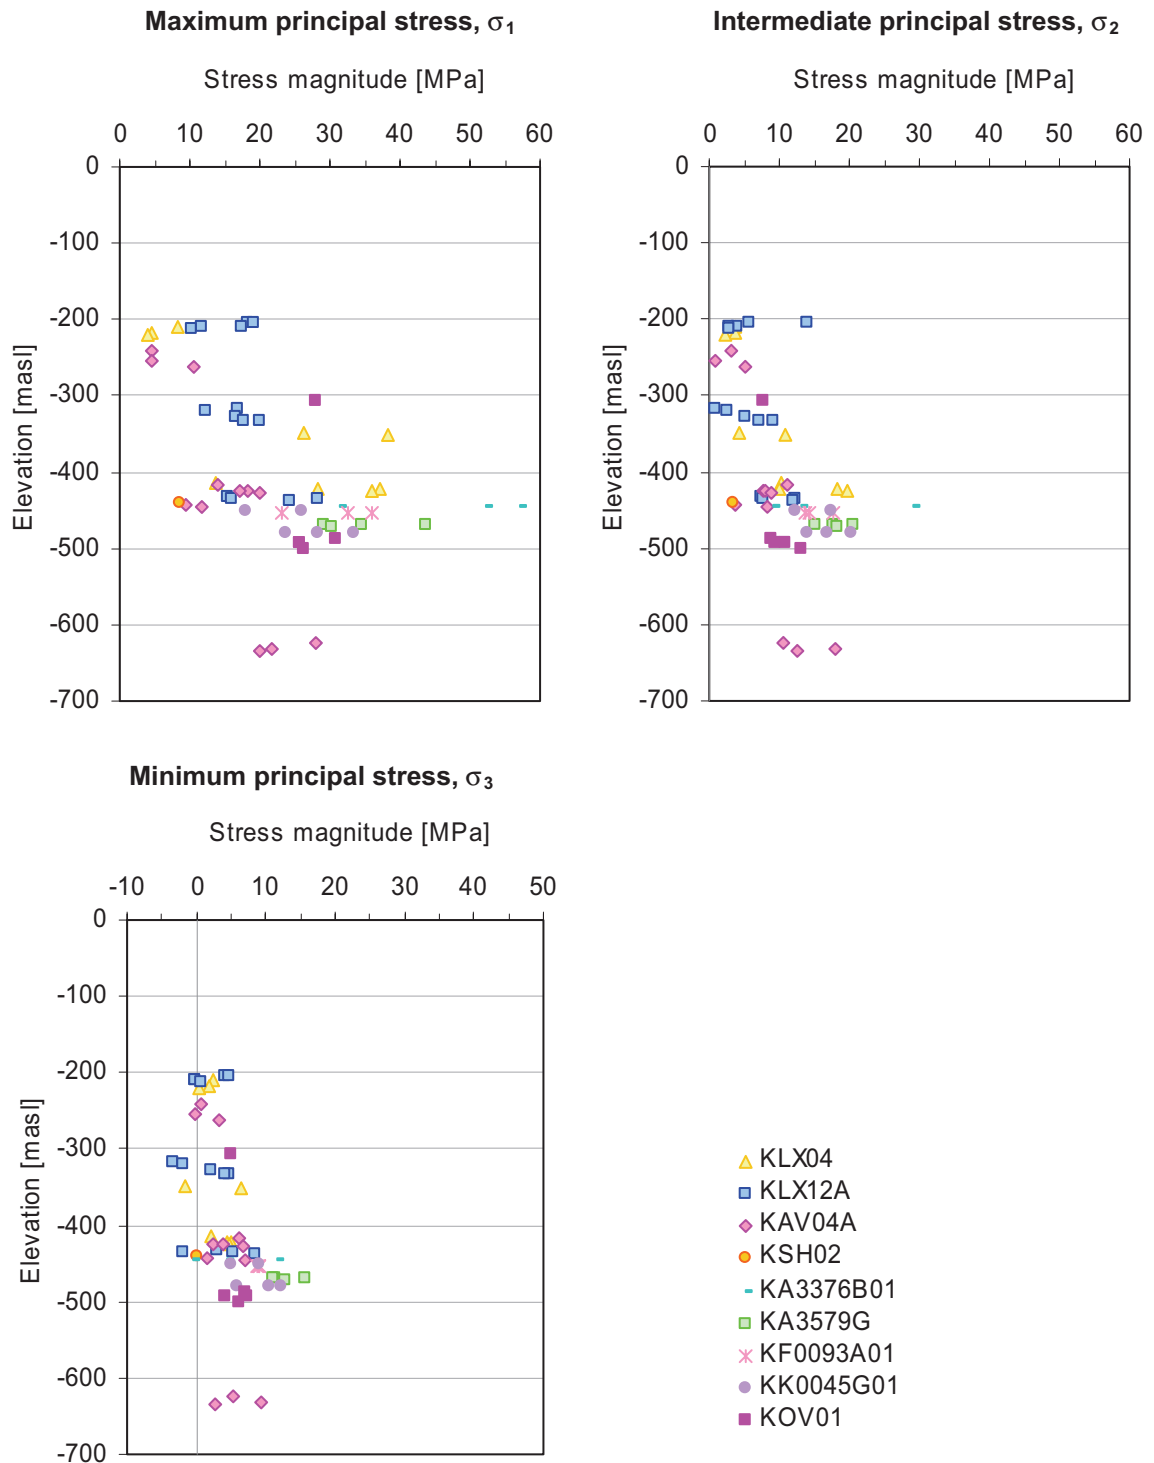 Maximum principal stress, σ1
Stress magnitude [MPa]
0 10 20 30 40 50 60
0
-100
-200
-300
-400
-500
-600
-700
Elevation [masl]
Intermediate principal stress, σ2
Stress magnitude [MPa]
0 10 20 30 40 50 60
0
-100
-200
-300
-400
-500
-600
-700
Elevation [masl]
Minimum principal stress, σ3
Stress magnitude [MPa]
-10 0 10 20 30 40 50
0
-100
-200
-300
-400
-500
-600
-700
Elevation [masl]
KLX04
KLX12A
KAV04A
KSH02
KA3376B01
KA3579G
KF0093A01
KK0045G01
KOV01